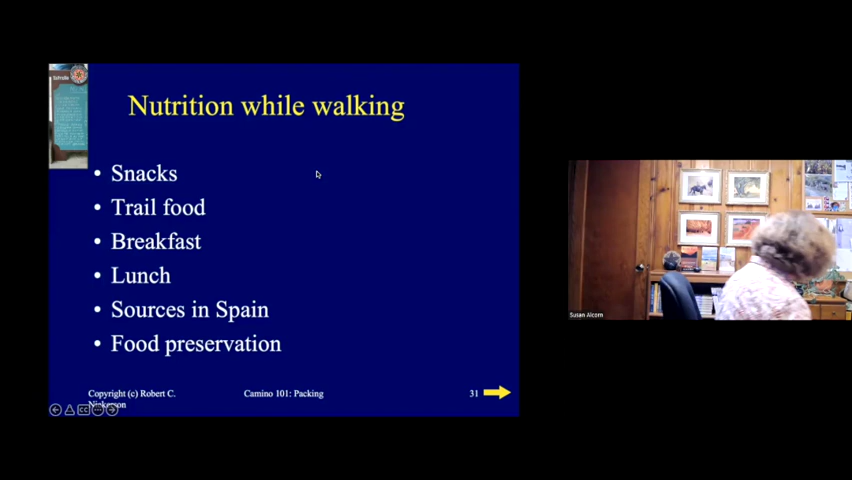 Nutrition while walking
• Snacks
• Trail food
• Breakfast
• Lunch
• Sources in Spain
• Food preservation
Copyright (c) Robert C.
Camino 101: Packing
31
Susan Alcorn